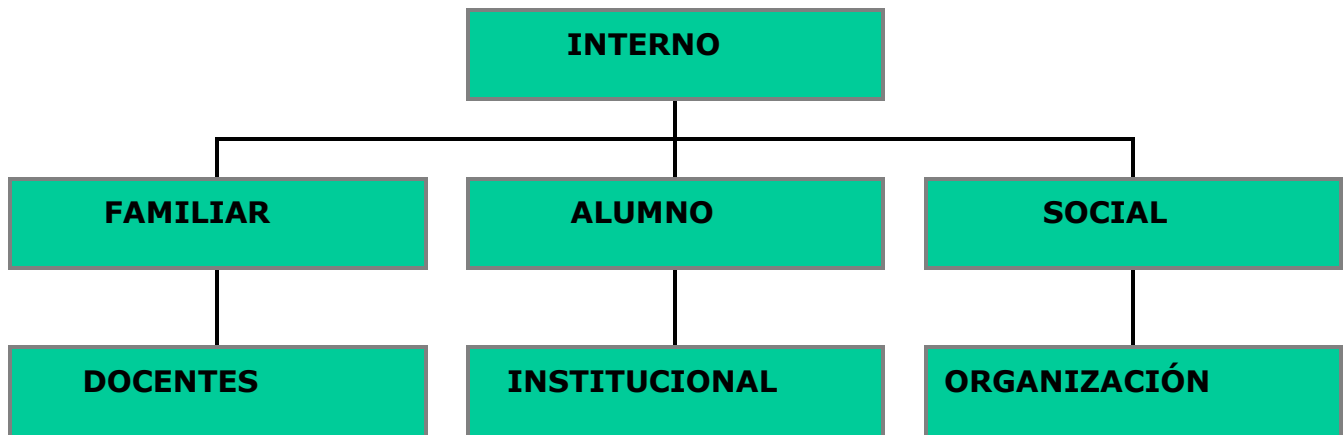 INTERNO
FAMILIAR
ALUMNO
SOCIAL
DOCENTES
INSTITUCIONAL
ORGANIZACIÓN